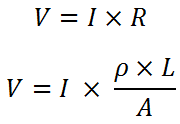 V = I × R
V = I × ρ × L / A